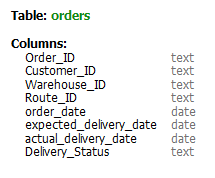 Table: orders
Columns:
Order_ID text
Customer_ID text
Warehouse_ID text
Route_ID text
order_date date
expected_delivery_date date
actual_delivery_date date
Delivery_Status text